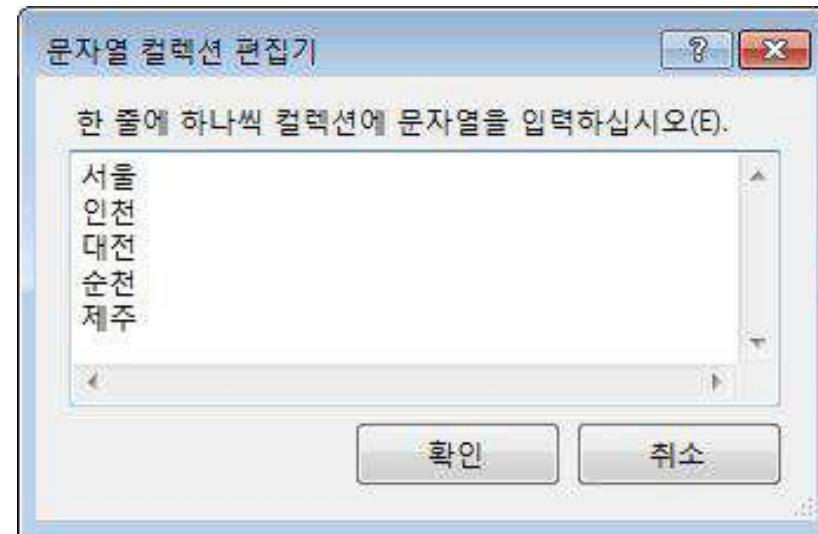 문자열 컬렉션 편집기
한 줄에 하나씩 컬렉션에 문자열을 입력하십시오(E).
서울
인천
대전
순천
제주
확인 취소